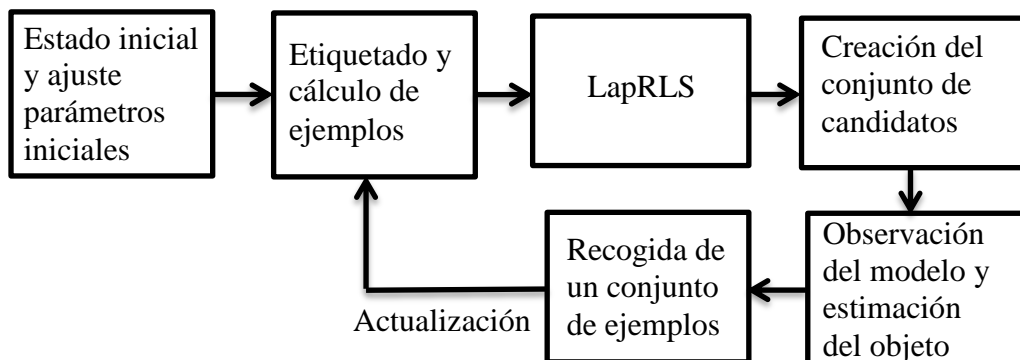 Estado inicial
y ajuste
parámetros
iniciales
Etiquetado y
cálculo de
ejemplos
LapRLS
Creación del
conjunto de
candidatos
Observación
del modelo y
estimación
del objeto
Recogida de
un conjunto
de ejemplos
Actualización